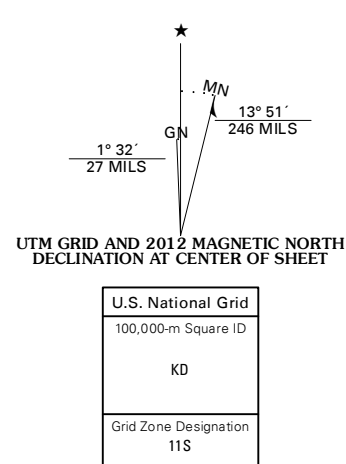 ★
MN
GN
13° 51´
246 MILS
1° 32´
27 MILS
UTM GRID AND 2012 MAGNETIC NORTH
DECLINATION AT CENTER OF SHEET
U.S. National Grid
100,000-m Square ID
KD
Grid Zone Designation
11S